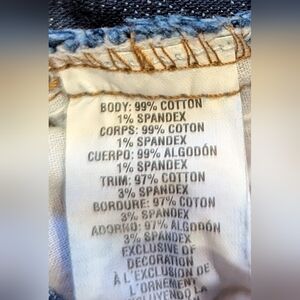 BODY: 99% COTTON
1% SPANDEX
CORPS: 99% COTON
1% SPANDEX
CUERPO: 99% ALGODÓN
1% SPANDEX
TRIM: 97% COTTON
3% SPANDEX
BORDURE: 97% COTON
3% SPANDEX
ADORNO: 97% ALGODÓN
3% SPANDEX
EXCLUSIVE OF
DECORATION
À L'EXCLUSION DE
L'ORNEMENT